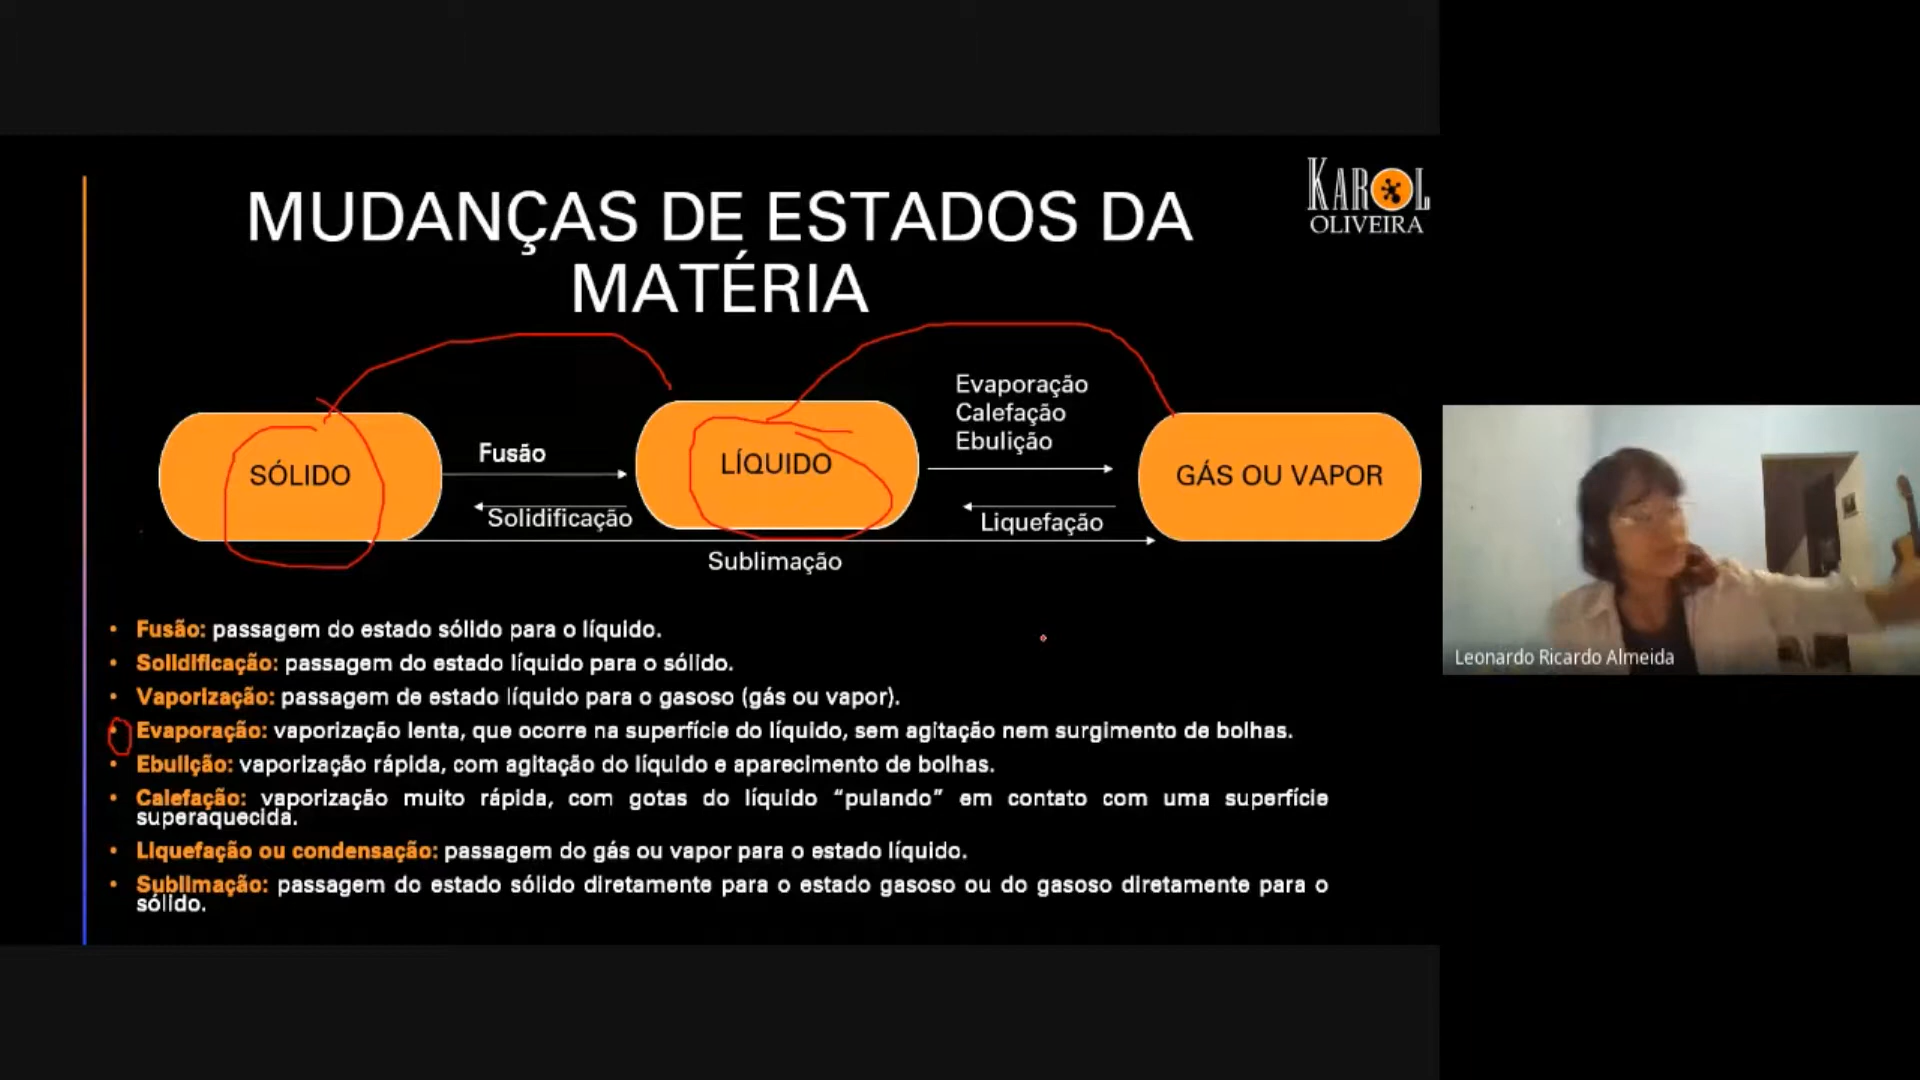 KAROL
OLIVEIRA
MUDANÇAS DE ESTADOS DA
MATÉRIA
Evaporação
Calefação
Ebulição
Fusão
SÓLIDO
LÍQUIDO
GÁS OU VAPOR
Solidificação
Liquefação
Sublimação
• Fusão: passagem do estado sólido para o líquido.
• Solidificação: passagem do estado líquido para o sólido.
• Vaporização: passagem de estado líquido para o gasoso (gás ou vapor).
• Evaporação: vaporização lenta, que ocorre na superfície do líquido, sem agitação nem surgimento de bolhas.
• Ebulição: vaporização rápida, com agitação do líquido e aparecimento de bolhas.
• Calefação: vaporização muito rápida, com gotas do líquido “pulando” em contato com uma superfície
superaquecida.
• Liquefação ou condensação: passagem do gás ou vapor para o estado líquido.
• Sublimação: passagem do estado sólido diretamente para o estado gasoso ou do gasoso diretamente para o
sólido.
Leonardo Ricardo Almeida